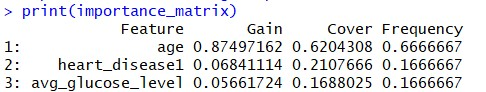 > print(importance_matrix)
Feature Gain Cover Frequency
1: age 0.87497162 0.6204308 0.6666667
2: heart_disease1 0.06841114 0.2107666 0.1666667
3: avg_glucose_level 0.05661724 0.1688025 0.1666667